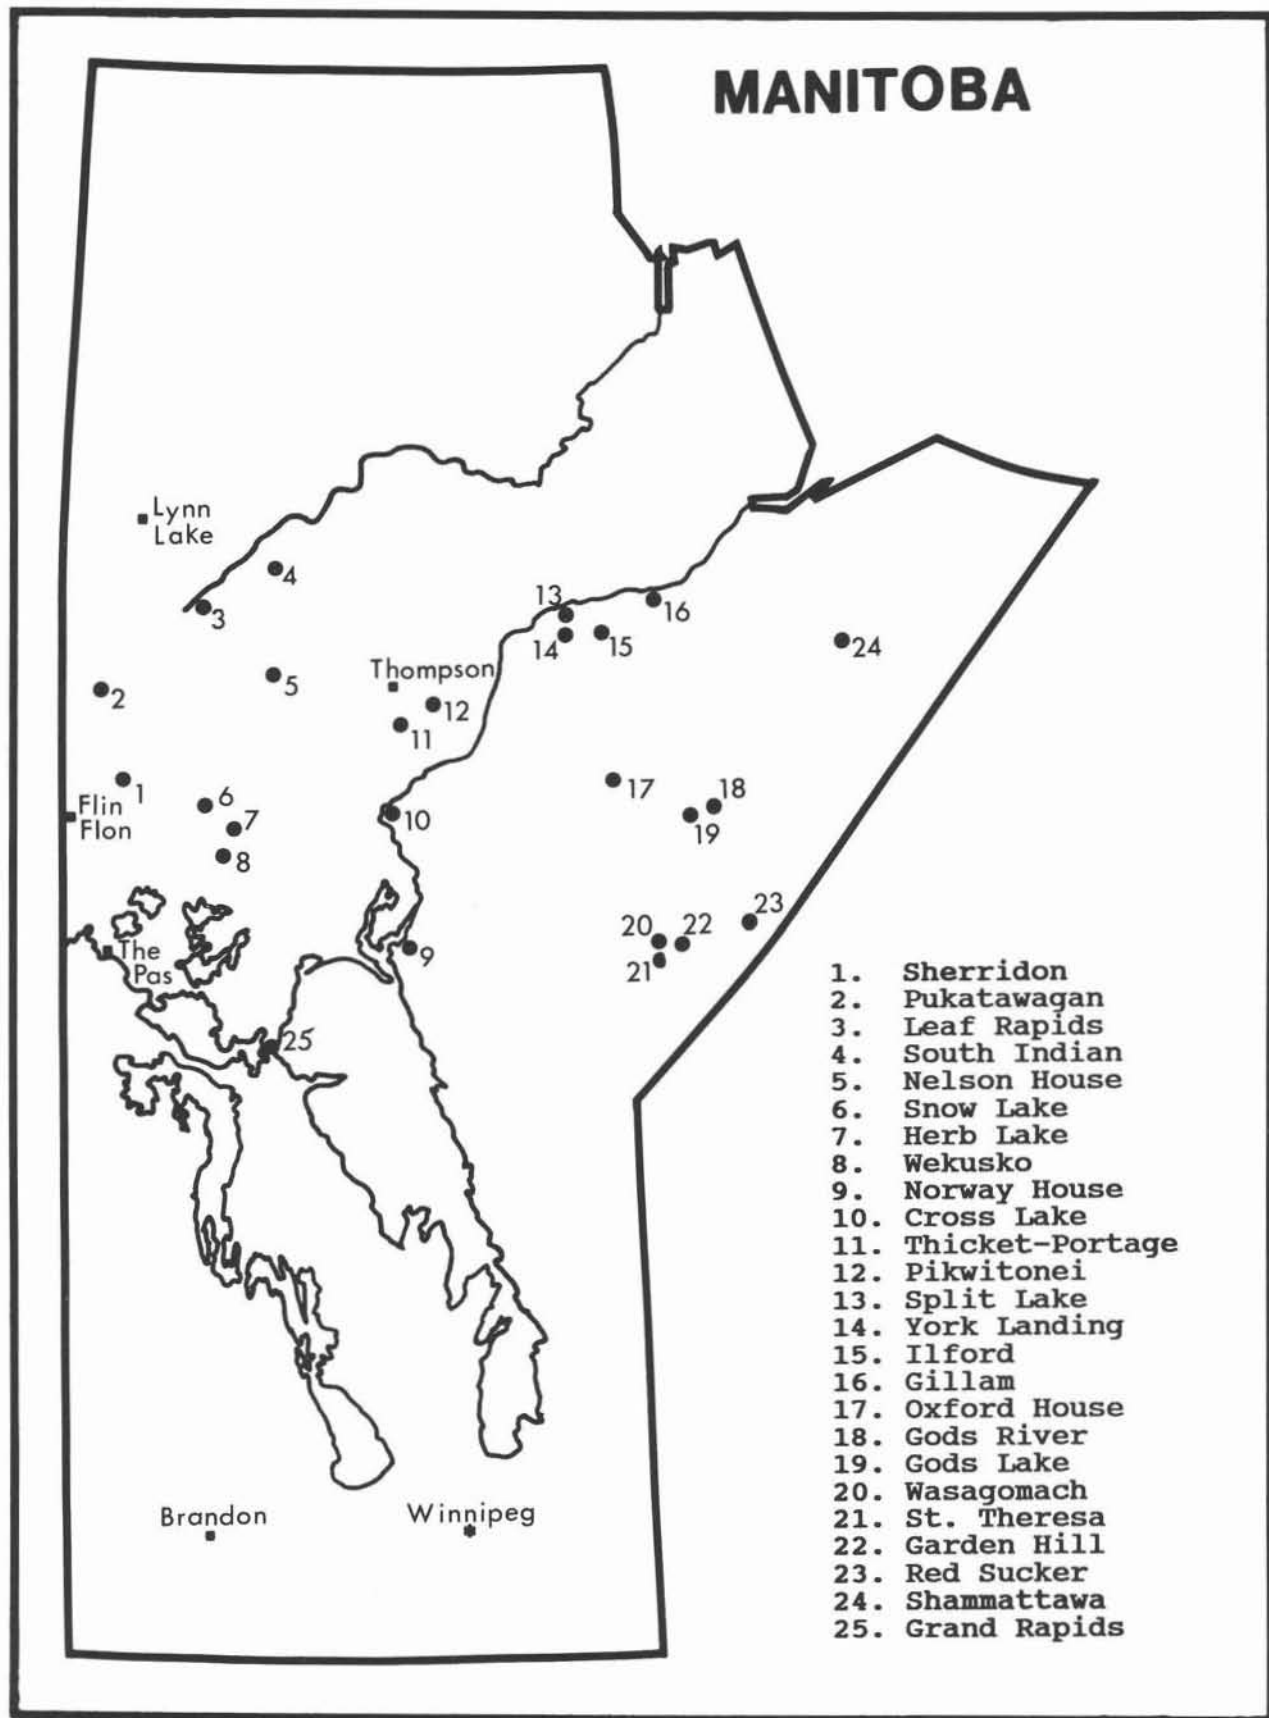 MANITOBA
Lynn
Lake
4
3
13
16
14
15
24
Thompson
5
2
12
11
1
6
17
18
Flin
Flon
7
10
19
8
23
20
22
The
Pas
9
21
25
1. Sherridon
2. Pukatawagan
3. Leaf Rapids
4. South Indian
5. Nelson House
6. Snow Lake
7. Herb Lake
8. Wekusko
9. Norway House
10. Cross Lake
11. Thicket-Portage
12. Pikwitonei
13. Split Lake
14. York Landing
15. Ilford
16. Gillam
17. Oxford House
18. Gods River
19. Gods Lake
20. Wasagomach
21. St. Theresa
22. Garden Hill
23. Red Sucker
24. Shammattawa
25. Grand Rapids
Brandon
Winnipeg